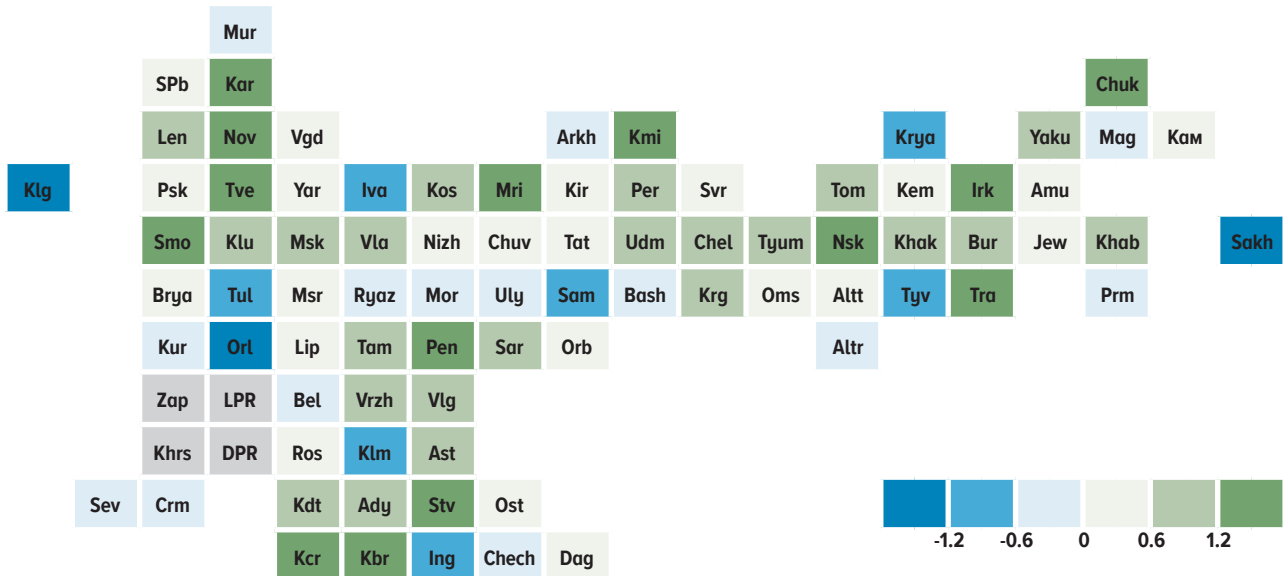 Mur
SPb Kar Chuk
Len Nov Vgd Arkh Kmi Krya Yaku Mag Кам
Klg Psk Tve Yar Iva Kos Mri Kir Per Svr Tom Kem Irk Amu
Smo Klu Msk Vla Nizh Chuv Tat Udm Chel Tyum Nsk Khak Bur Jew Khab Sakh
Brya Tul Msr Ryaz Mor Uly Sam Bash Krg Oms Altt Tyv Tra Prm
Kur Orl Lip Tam Pen Sar Orb Altr
Zap LPR Bel Vrzh Vlg
Khrs DPR Ros Klm Ast
Sev Crm Kdt Ady Stv Ost
Kcr Kbr Ing Chech Dag
-1.2 -0.6 0 0.6 1.2